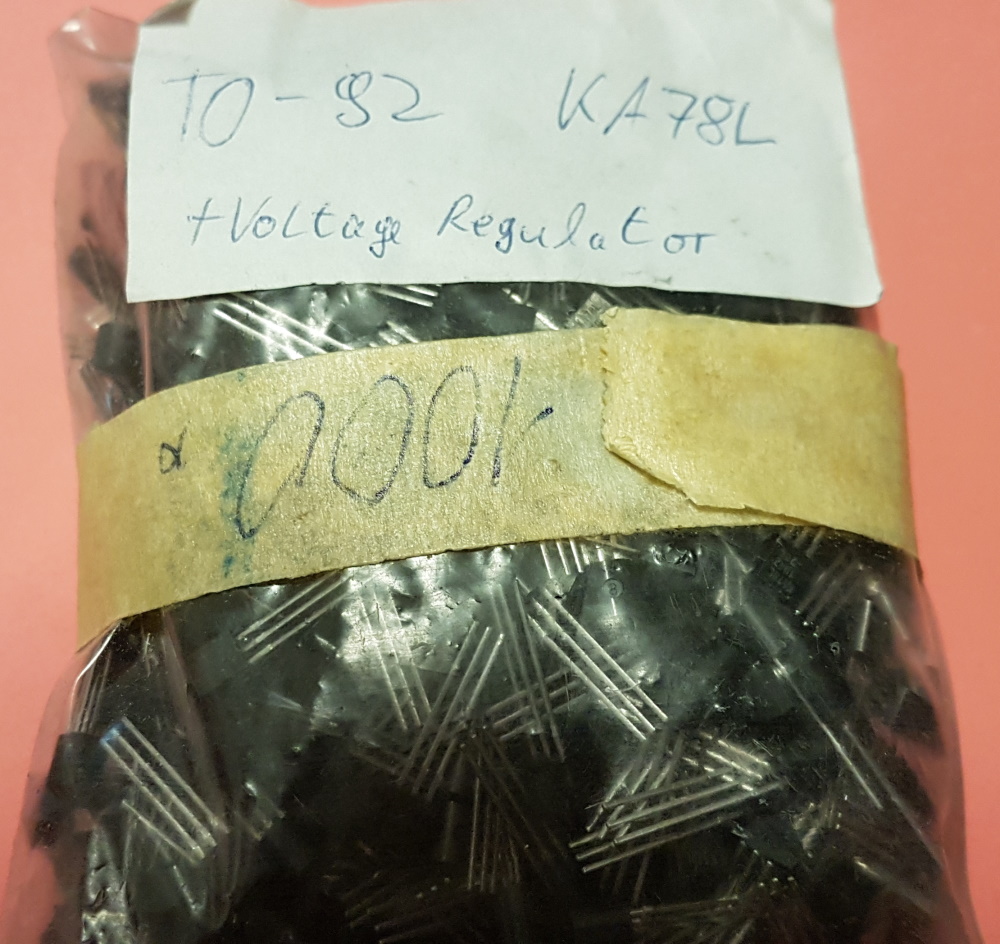 TO-92 KA78L
+Voltage Regulator
1000